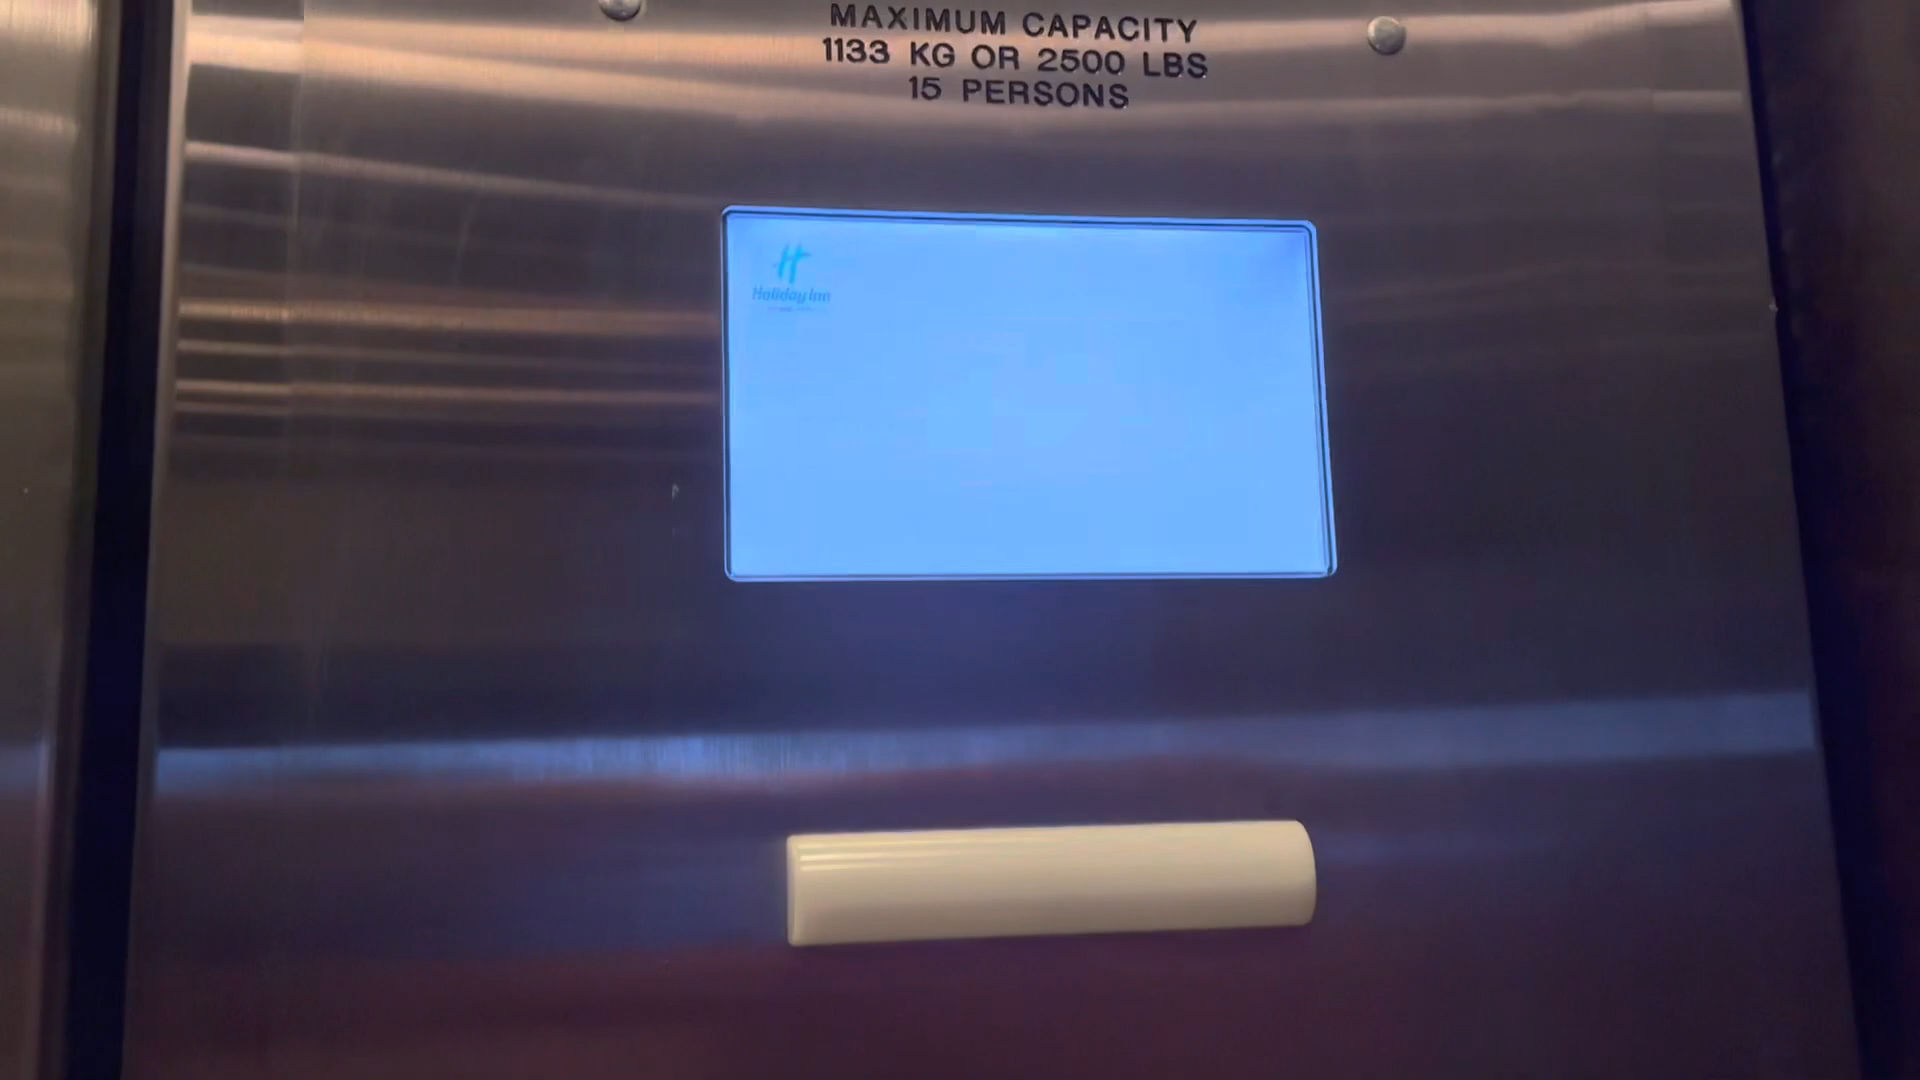 MAXIMUM CAPACITY
1133 KG OR 2500 LBS
15 PERSONS
Holiday Inn